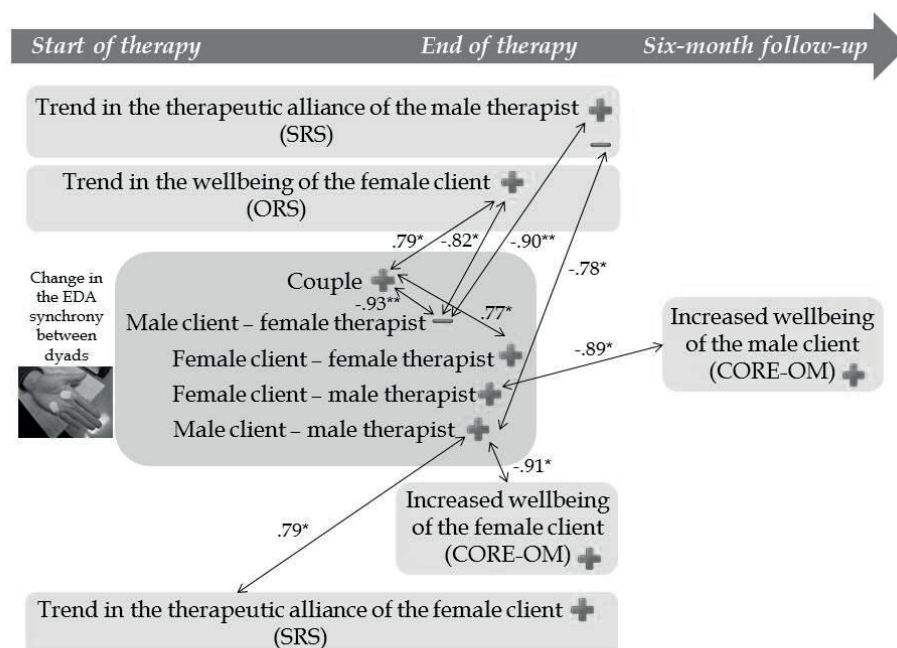 Start of therapy End of therapy Six-month follow-up
Trend in the therapeutic alliance of the male therapist
(SRS)
Trend in the wellbeing of the female client
(ORS)
.79* -.82* -.90**
-.78*
Change in
the EDA
synchrony
between
dyads
Couple
-.93**
.77*
Male client – female therapist
Female client – female therapist
Female client – male therapist
Male client – male therapist
-.89*
Increased wellbeing
of the male client
(CORE-OM)
-.91*
Increased wellbeing
of the female client
(CORE-OM)
.79*
Trend in the therapeutic alliance of the female client
(SRS)